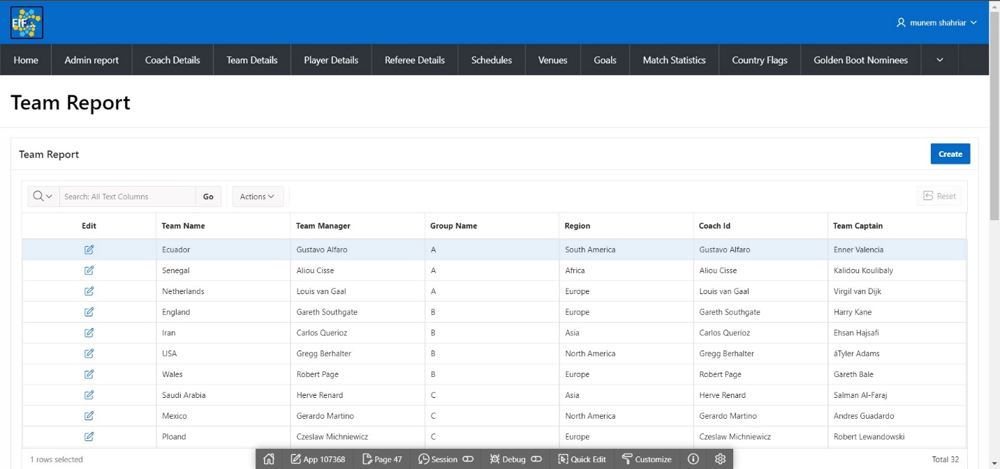 FIF...
munem shahriar
Home Admin report Coach Details Team Details Player Details Referee Details Schedules Venues Goals Match Statistics Country Flags Golden Boot Nominees
Team Report
Team Report Create
Search: All Text Columns Go Actions Reset
Edit Team Name Team Manager Group Name Region Coach Id Team Captain
Ecuador Gustavo Alfaro A South America Gustavo Alfaro Enner Valencia
Senegal Aliou Cisse A Africa Aliou Cisse Kalidou Koulibaly
Netherlands Louis van Gaal A Europe Louis van Gaal Virgil van Dijk
England Gareth Southgate B Europe Gareth Southgate Harry Kane
Iran Carlos Querioz B Asia Carlos Querioz Ehsan Hajsafi
USA Gregg Berhalter B North America Gregg Berhalter áTyler Adams
Wales Robert Page B Europe Robert Page Gareth Bale
Saudi Arabia Herve Renard C Asia Herve Renard Salman Al-Faraj
Mexico Gerardo Martino C North America Gerardo Martino Andres Guardado
Ploand Czeslaw Michniewicz C Europe Czeslaw Michniewicz Robert Lewandowski
1 rows selected App 107368 Page 47 Session Debug Quick Edit Customize Total 32